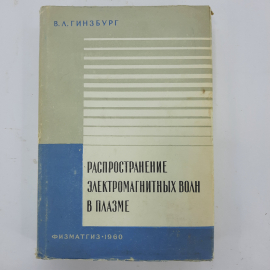 В. Л. ГИНЗБУРГ
РАСПРОСТРАНЕНИЕ
ЭЛЕКТРОМАГНИТНЫХ ВОЛН
В ПЛАЗМЕ
ФИЗМАТГИЗ-1960